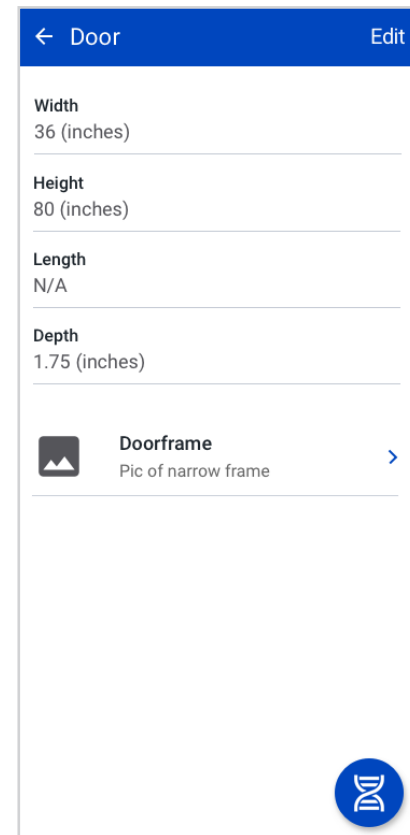 Door
Edit
Width
36 (inches)
Height
80 (inches)
Length
N/A
Depth
1.75 (inches)
Doorframe
Pic of narrow frame